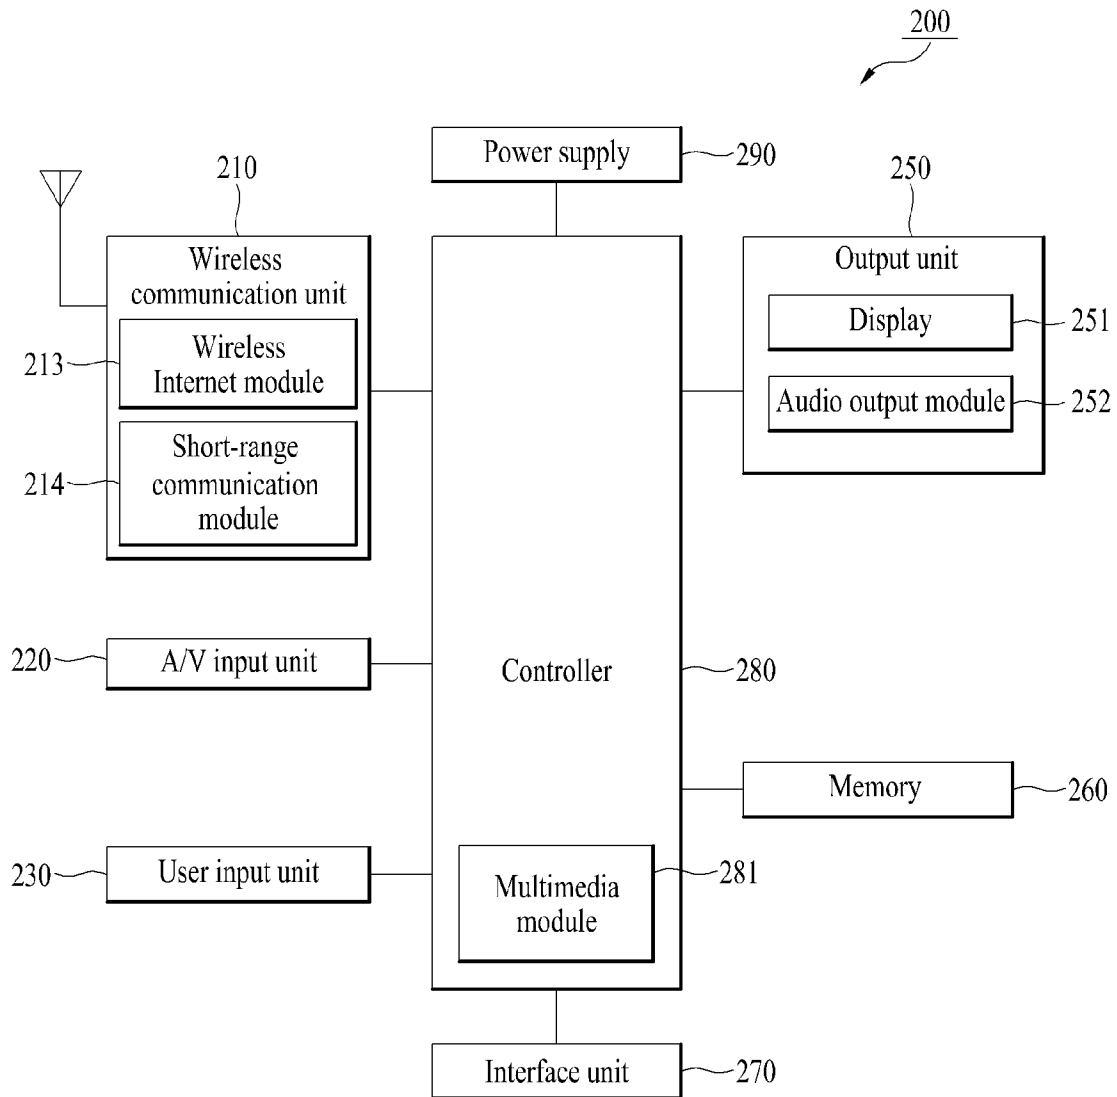 200
Power supply
290
210
250
Wireless
communication unit
Output unit
Display
251
213
Wireless
Internet module
Audio output module
252
214
Short-range
communication
module
220
A/V input unit
Controller
280
Memory
260
230
User input unit
Multimedia
module
281
Interface unit
270